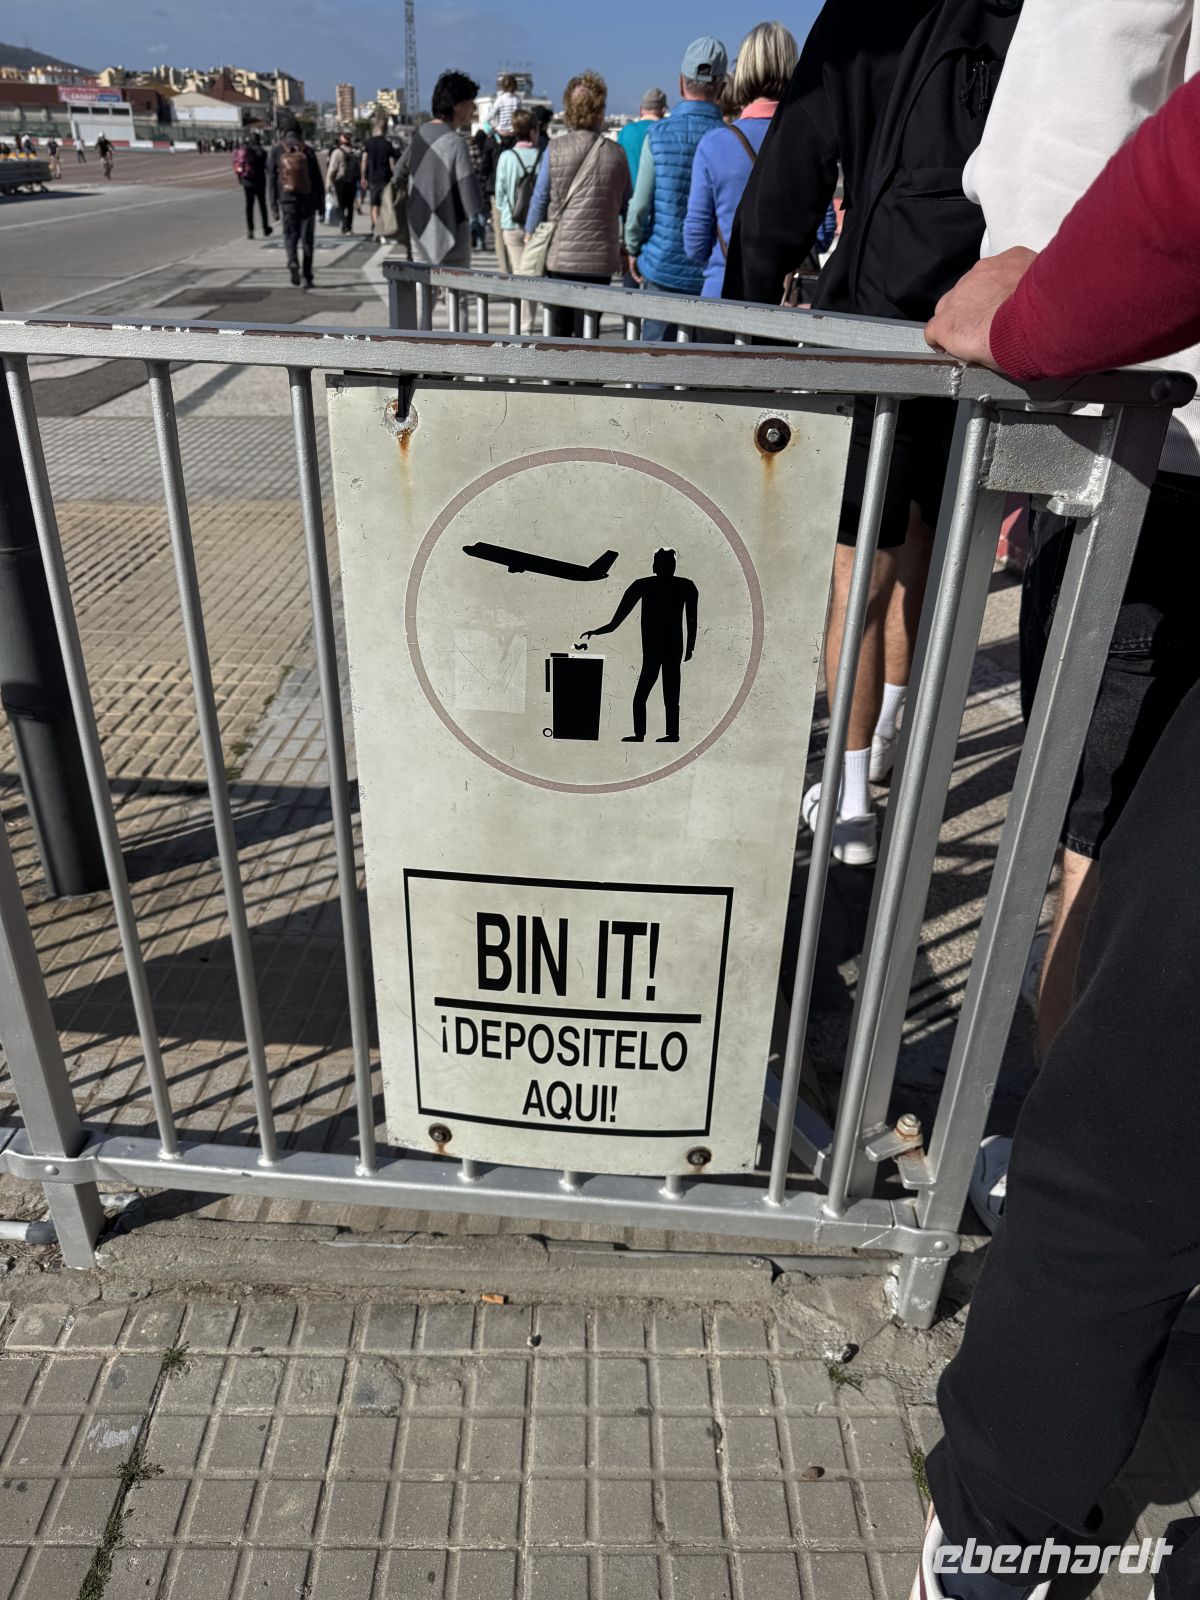 BIN IT!
¡DEPOSITELO
AQUI!
eberhardt